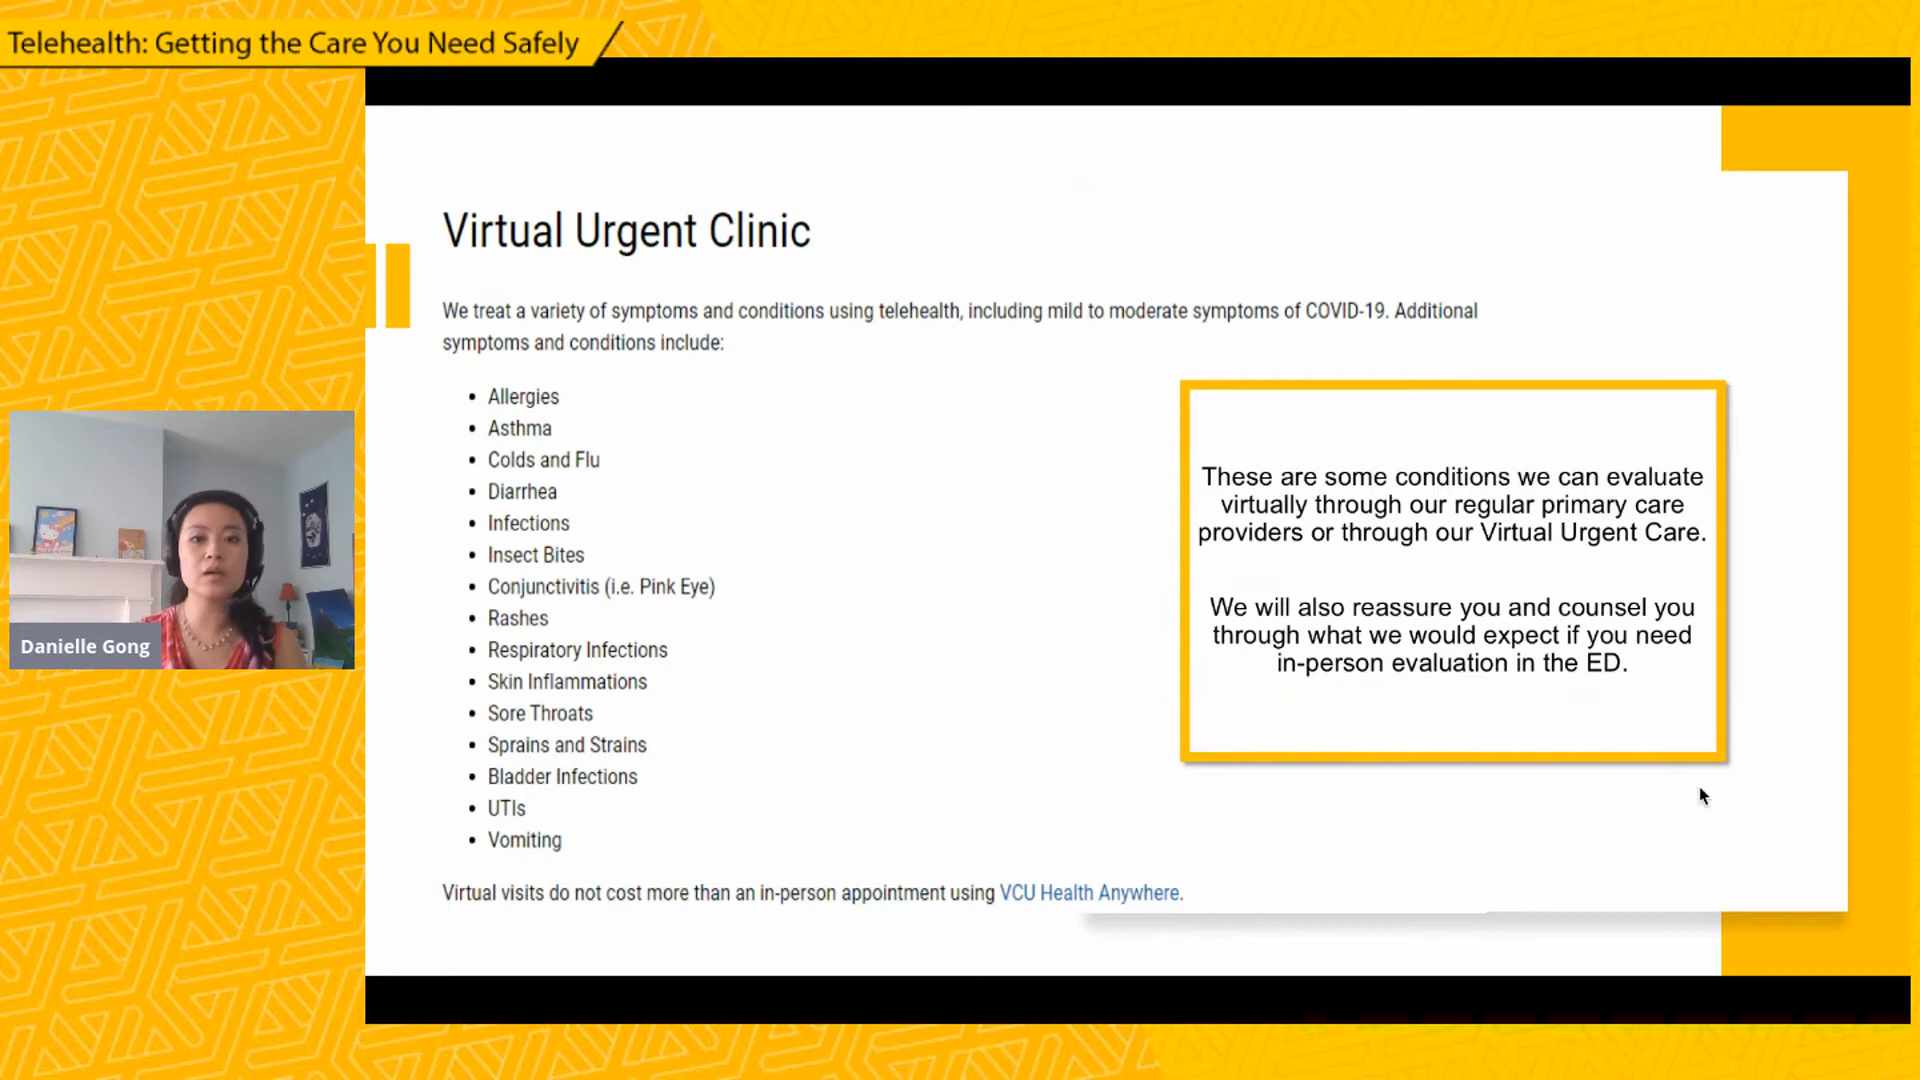 Telehealth: Getting the Care You Need Safely
Virtual Urgent Clinic
We treat a variety of symptoms and conditions using telehealth, including mild to moderate symptoms of COVID-19. Additional
symptoms and conditions include:
• Allergies
• Asthma
• Colds and Flu
• Diarrhea
• Infections
• Insect Bites
• Conjunctivitis (i.e. Pink Eye)
• Rashes
• Respiratory Infections
• Skin Inflammations
• Sore Throats
• Sprains and Strains
• Bladder Infections
• UTIs
• Vomiting
Virtual visits do not cost more than an in-person appointment using VCU Health Anywhere.
These are some conditions we can evaluate
virtually through our regular primary care
providers or through our Virtual Urgent Care.
We will also reassure you and counsel you
through what we would expect if you need
in-person evaluation in the ED.
Danielle Gong